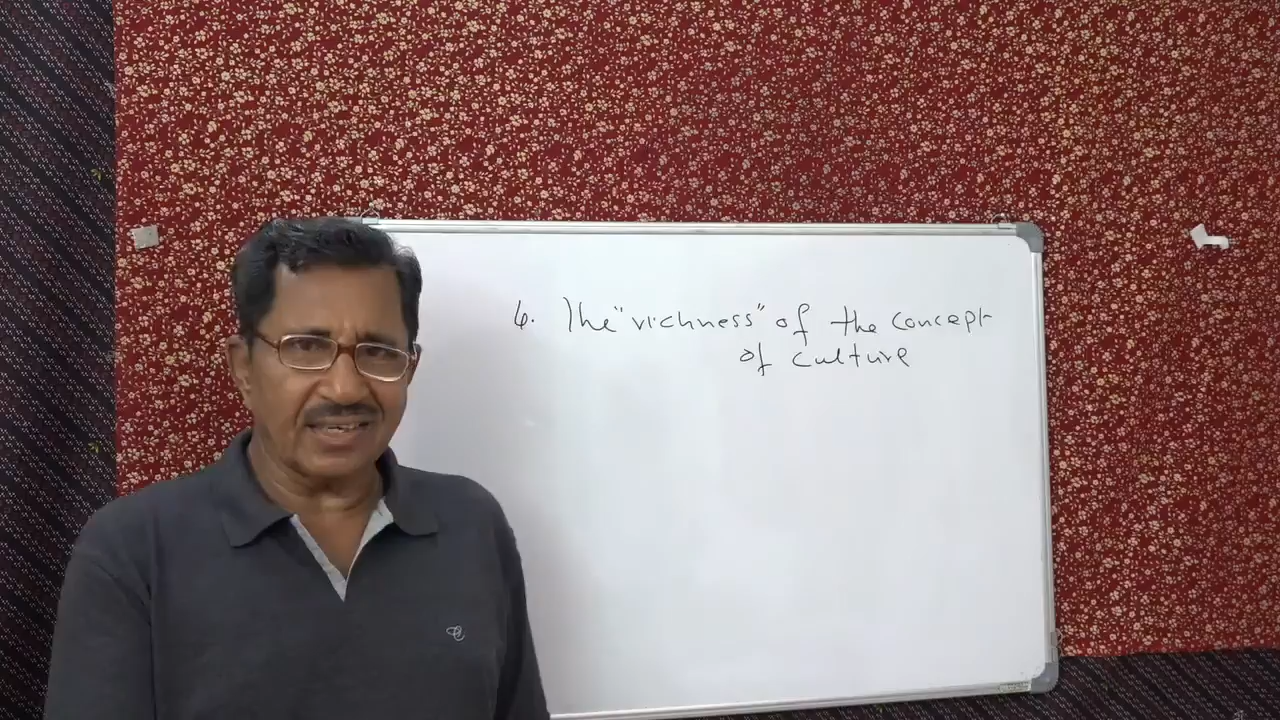 6. The "richness" of the concept
of culture